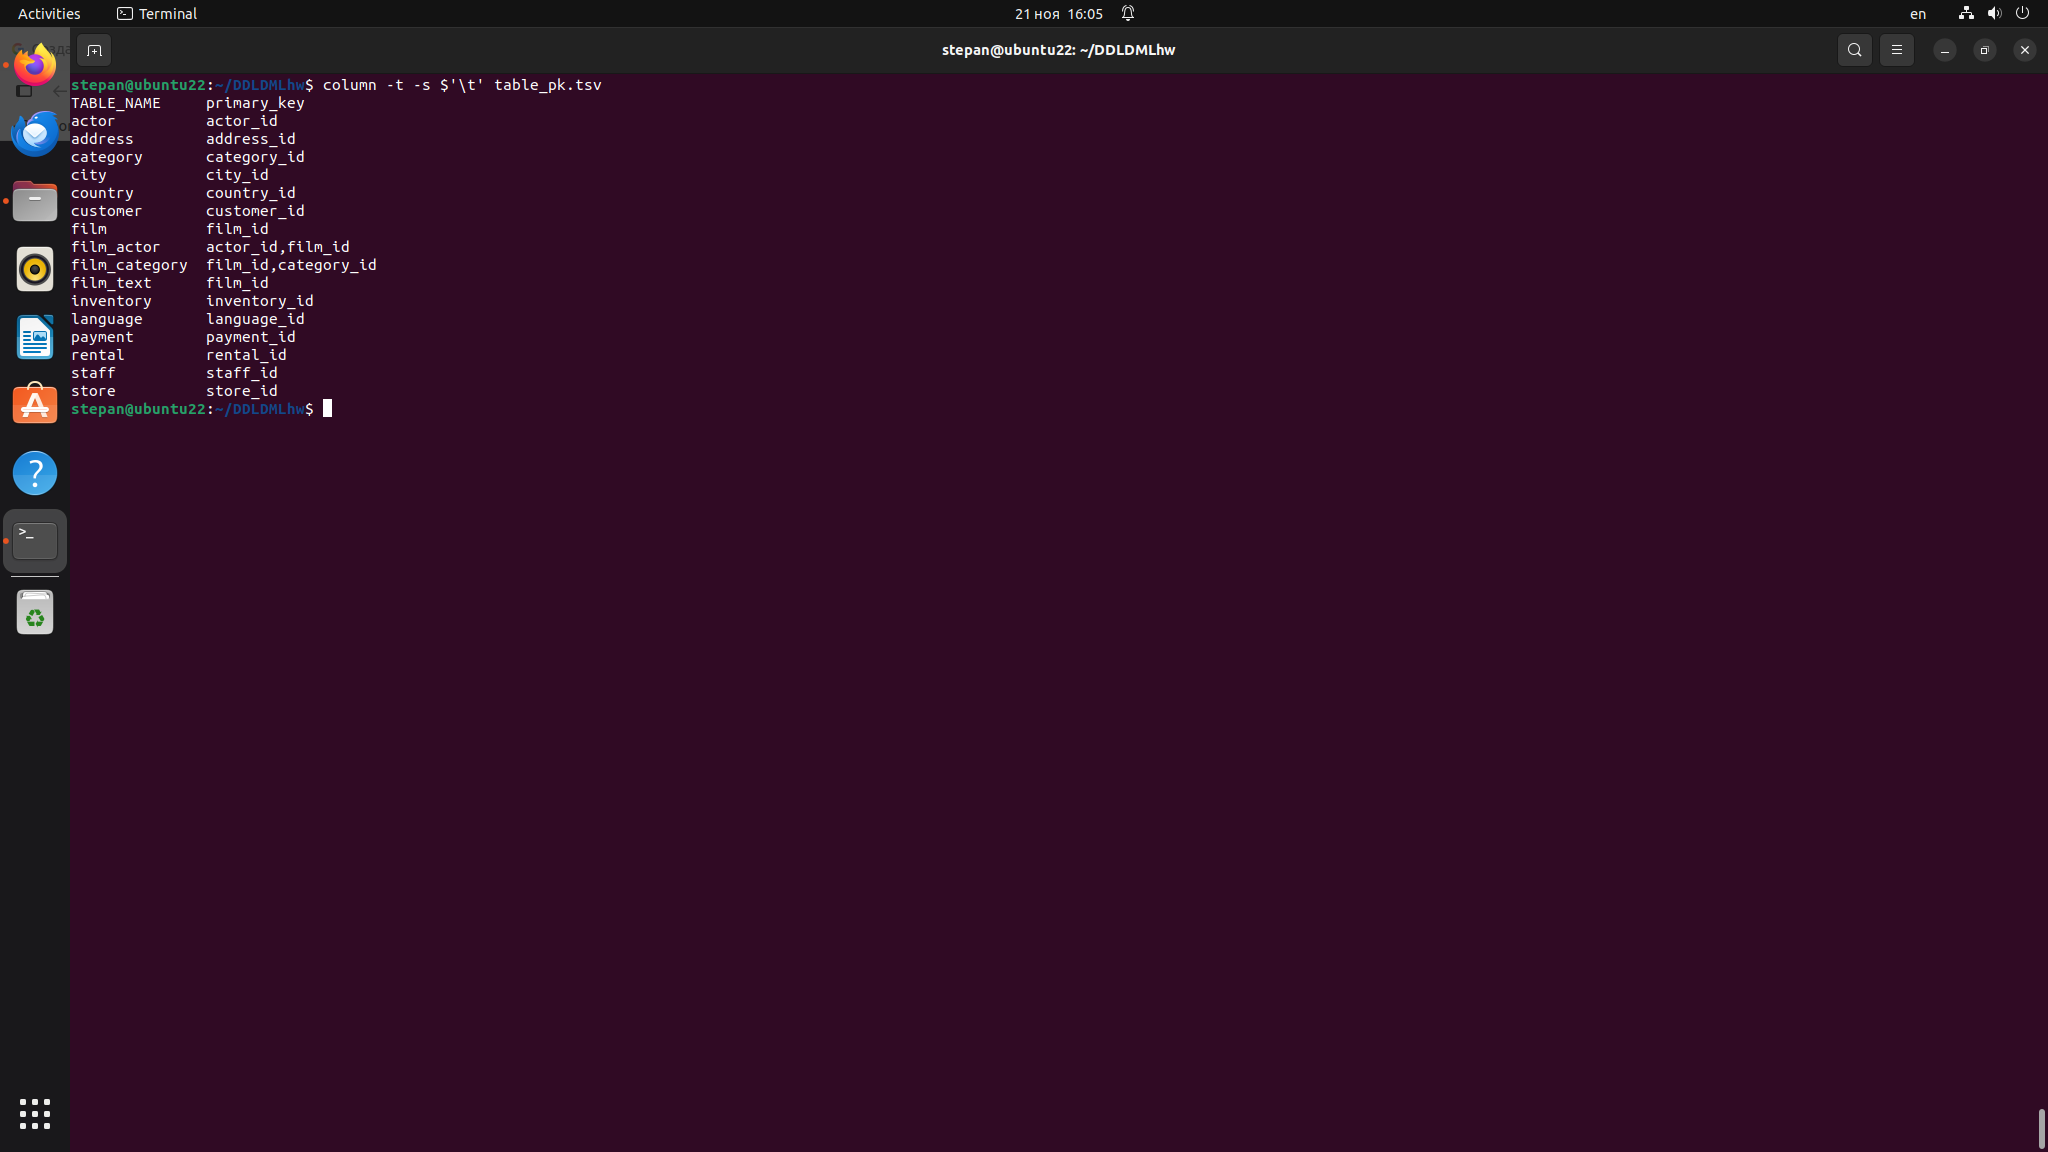 Activities Terminal 21 ноя 16:05 en
stepan@ubuntu22: ~/DDLDMLhw
stepan@ubuntu22:~/DDLDMLhw$ column -t -s $'\t' table_pk.tsv
TABLE_NAME primary_key
actor actor_id
address address_id
category category_id
city city_id
country country_id
customer customer_id
film film_id
film_actor actor_id,film_id
film_category film_id,category_id
film_text film_id
inventory inventory_id
language language_id
payment payment_id
rental rental_id
staff staff_id
store store_id
stepan@ubuntu22:~/DDLDMLhw$